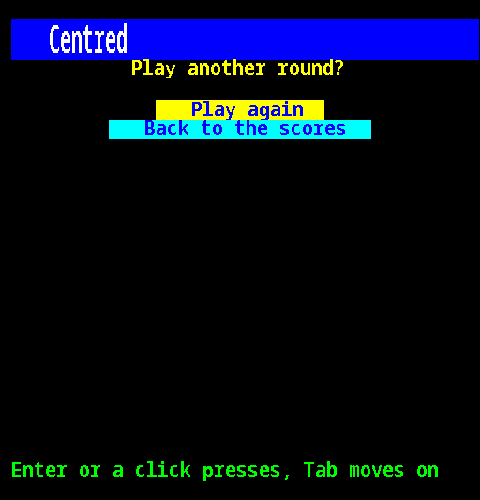 Centred
Play another round?
Play again
Back to the scores
Enter or a click presses, Tab moves on